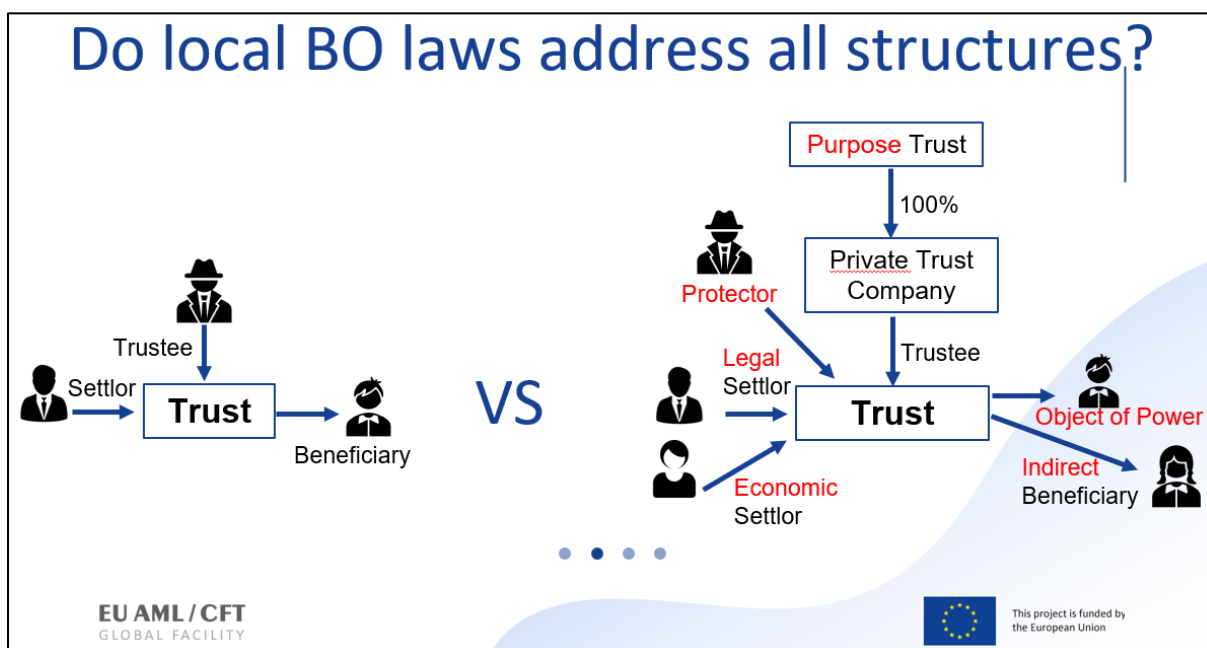 Do local BO laws address all structures?
Trustee
Settlor
Trust
Beneficiary
VS
Purpose Trust
100%
Private Trust
Company
Protector
Trustee
Legal
Settlor
Trust
Economic
Settlor
Object of Power
Indirect
Beneficiary
EU AML / CFT
GLOBAL FACILITY
This project is funded by
the European Union